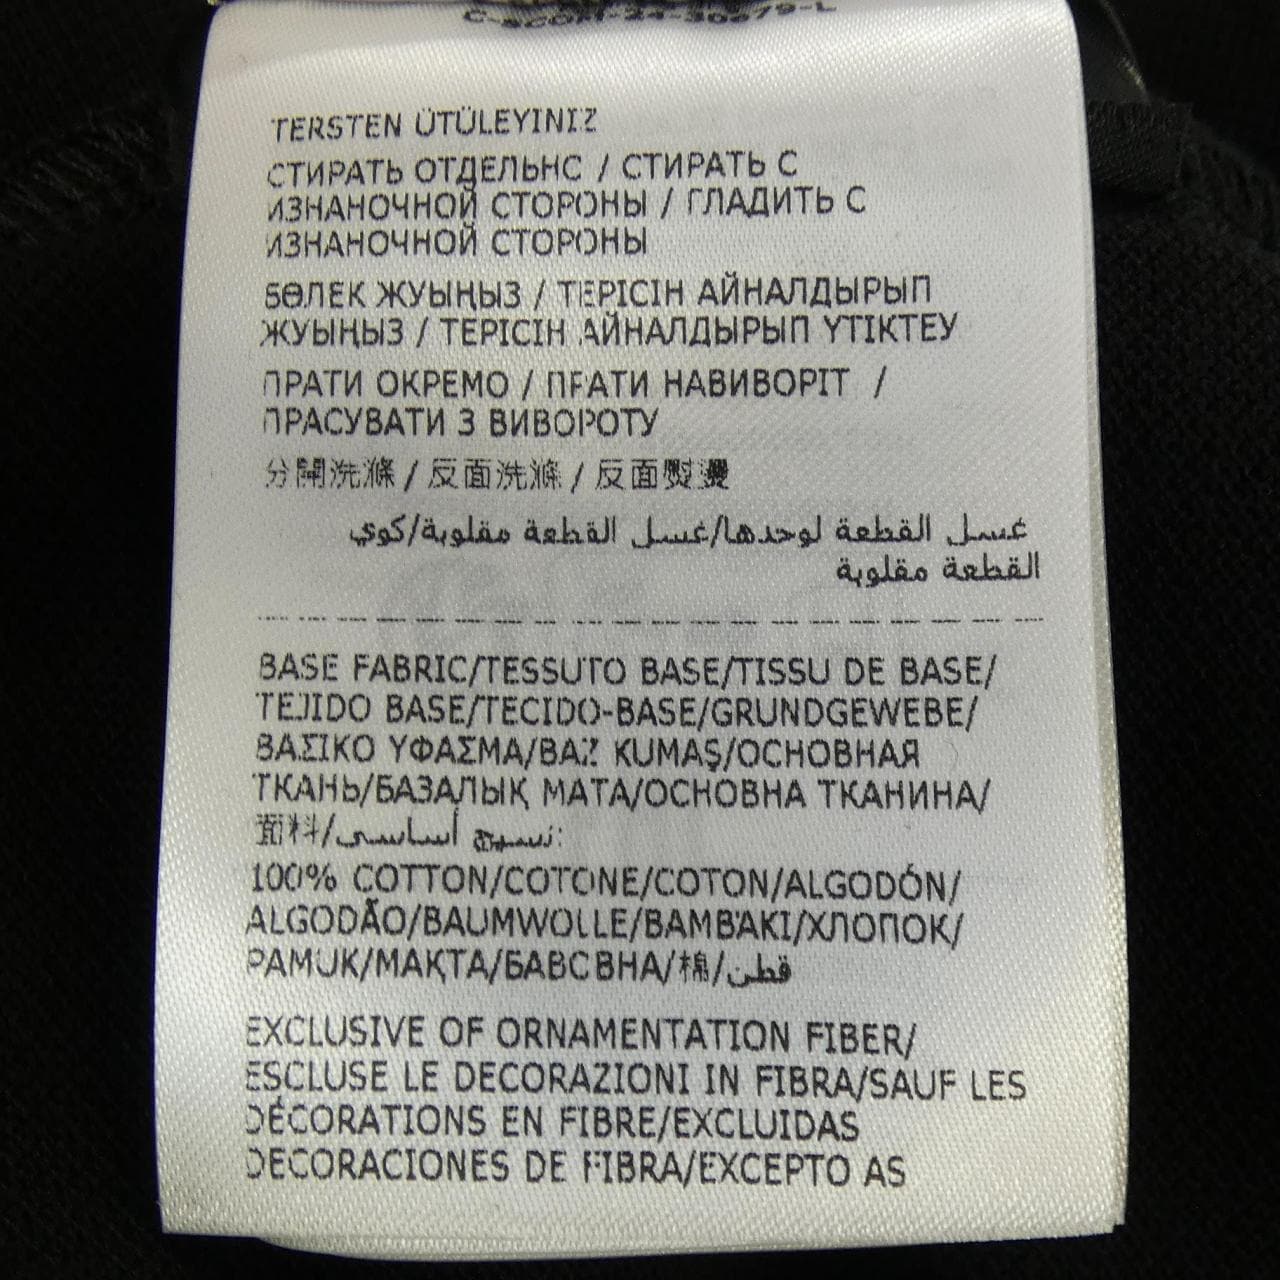 TERSTEN ÜTÜLEYINIZ
СТИРАТЬ ОТДЕЛЬНС / СТИРАТЬ С
ИЗНАНОЧНОЙ СТОРОНЫ / ГЛАДИТЬ С
ИЗНАНОЧНОЙ СТОРОНЫ
БӨЛЕК ЖУЫҢЫЗ / ТЕРІСІН АЙНАЛДЫРЫП
ЖУЫҢЫЗ / ТЕРІСІН АЙНАЛДЫРЫП ҮТІКТЕУ
ПРАТИ ОКРЕМО / ПРАТИ НАВИВОРІТ /
ПРАСУВАТИ З ВИВОРОТУ
分開洗滌 / 反面洗滌 / 反面熨燙
غسل القطعة لوحدها/غسل القطعة مقلوبة/كوي
القطعة مقلوبة
BASE FABRIC/TESSUTO BASE/TISSU DE BASE/
TEJIDO BASE/TECIDO-BASE/GRUNDGEWEBE/
ΒΑΣΙΚΟ ΥΦΑΣΜΑ/BAZ KUMAŞ/ОСНОВНАЯ
ТКАНЬ/БАЗАЛЫҚ МАТА/ОСНОВНА ТКАНИНА/
面料/نسيج أساسي:
100% COTTON/COTONE/COTON/ALGODÓN/
ALGODÃO/BAUMWOLLE/ΒΑΜΒΆΚΙ/ХЛОПОК/
PAMUK/МАҚТА/БАВОВНА/棉/قطن
EXCLUSIVE OF ORNAMENTATION FIBER/
ESCLUSE LE DECORAZIONI IN FIBRA/SAUF LES
DÉCORATIONS EN FIBRE/EXCLUIDAS
DECORACIONES DE FIBRA/EXCEPTO AS